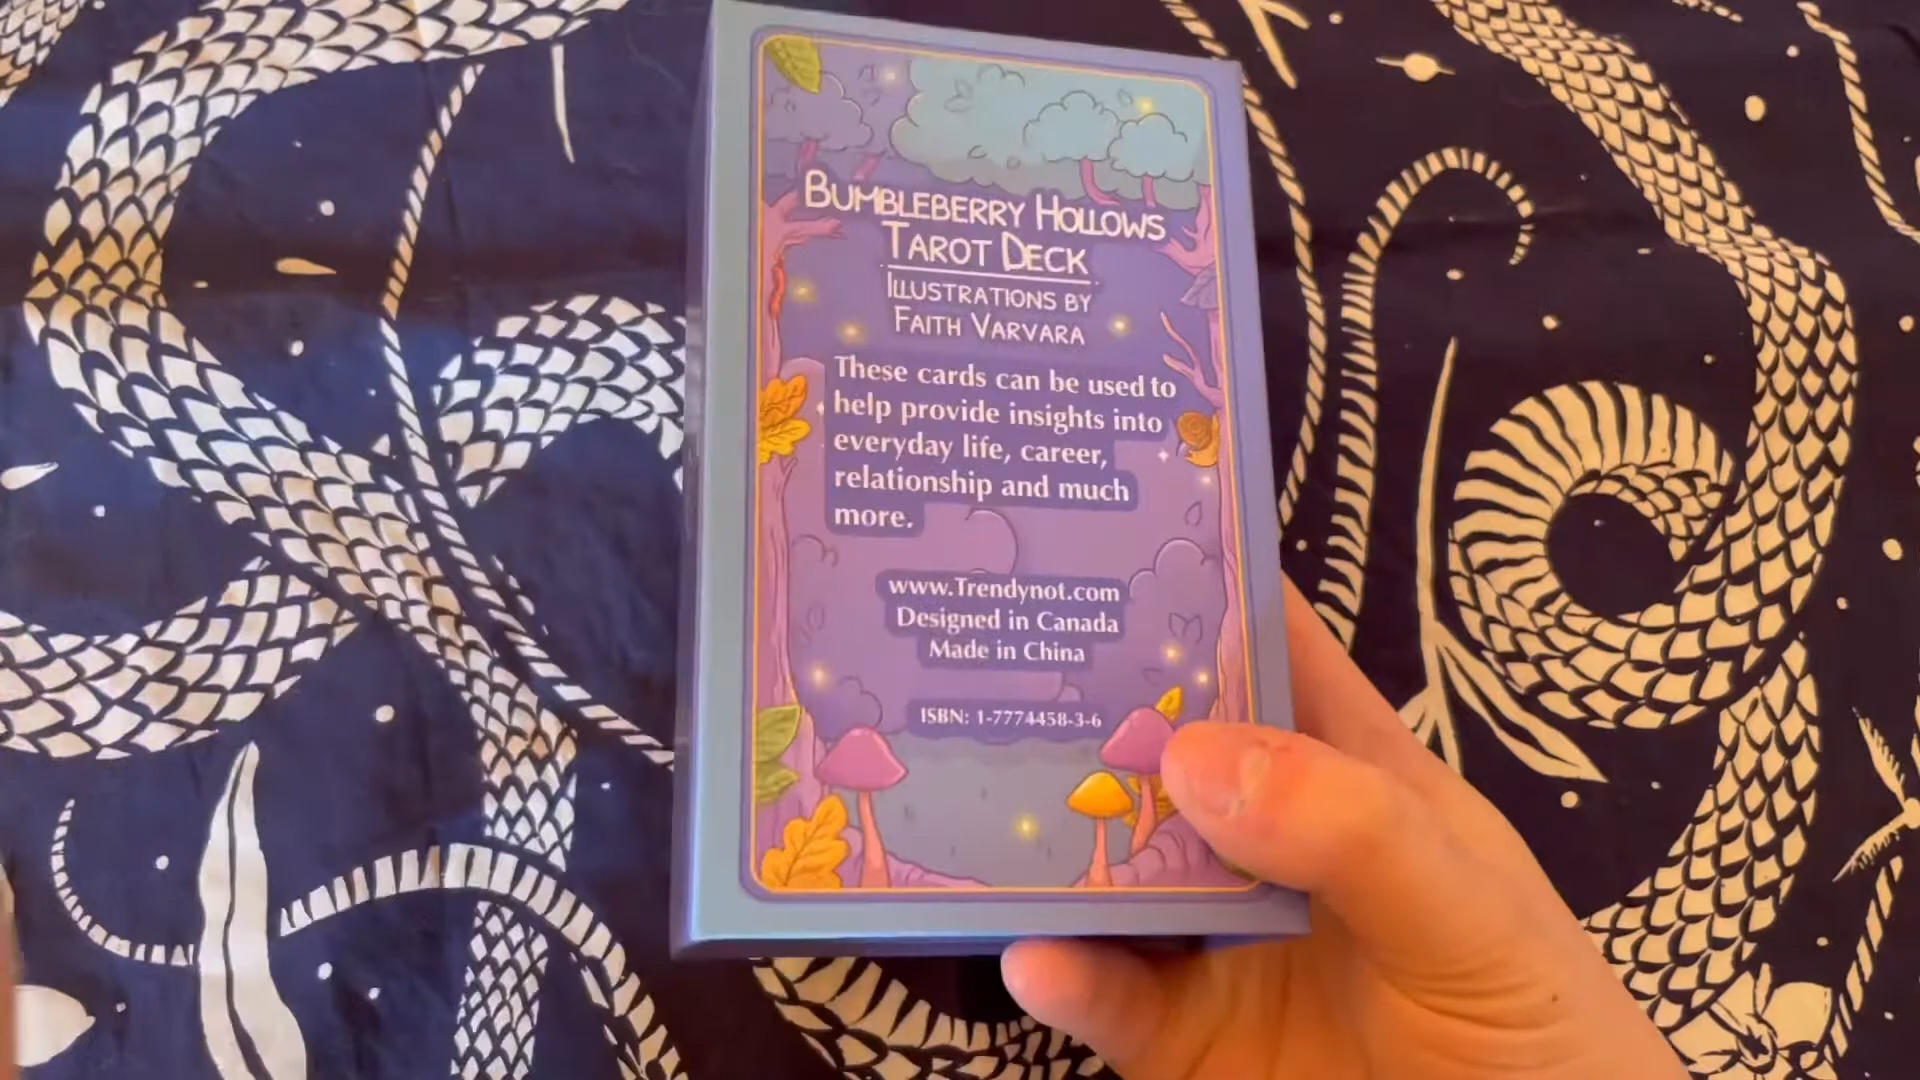 BUMBLEBERRY HOLLOWS
TAROT DECK
ILLUSTRATIONS BY
FAITH VARVARA
These cards can be used to
help provide insights into
everyday life, career,
relationship and much
more.
www.Trendynot.com
Designed in Canada
Made in China
ISBN: 1-7774458-3-6